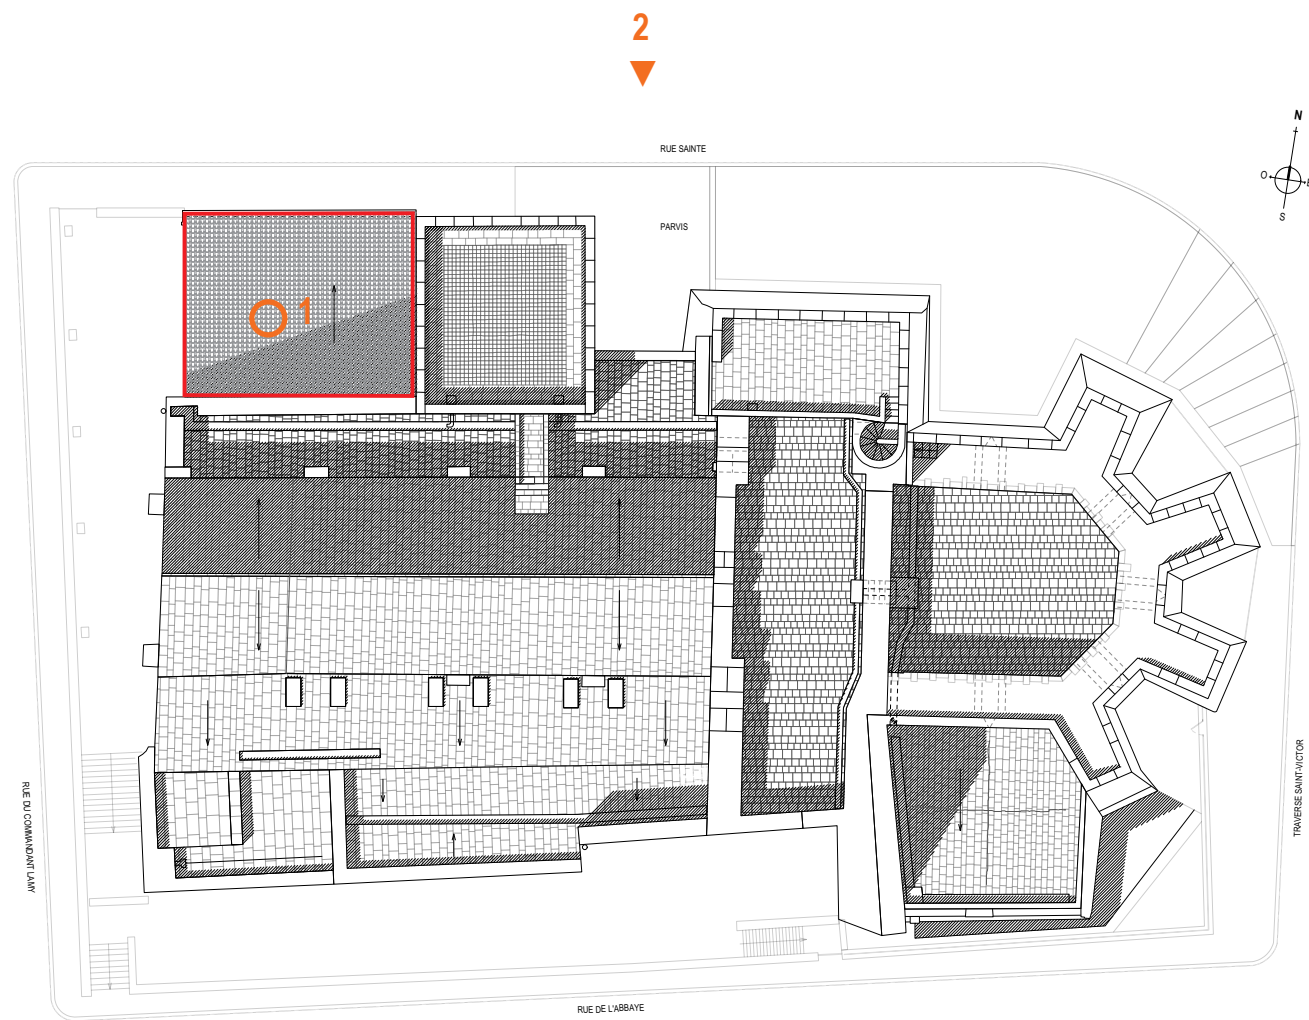 2
N
O
E
S
RUE SAINTE
PARVIS
1
RUE DU COMMANDANT LAMY
TRAVERSE SAINT-VICTOR
RUE DE L'ABBAYE